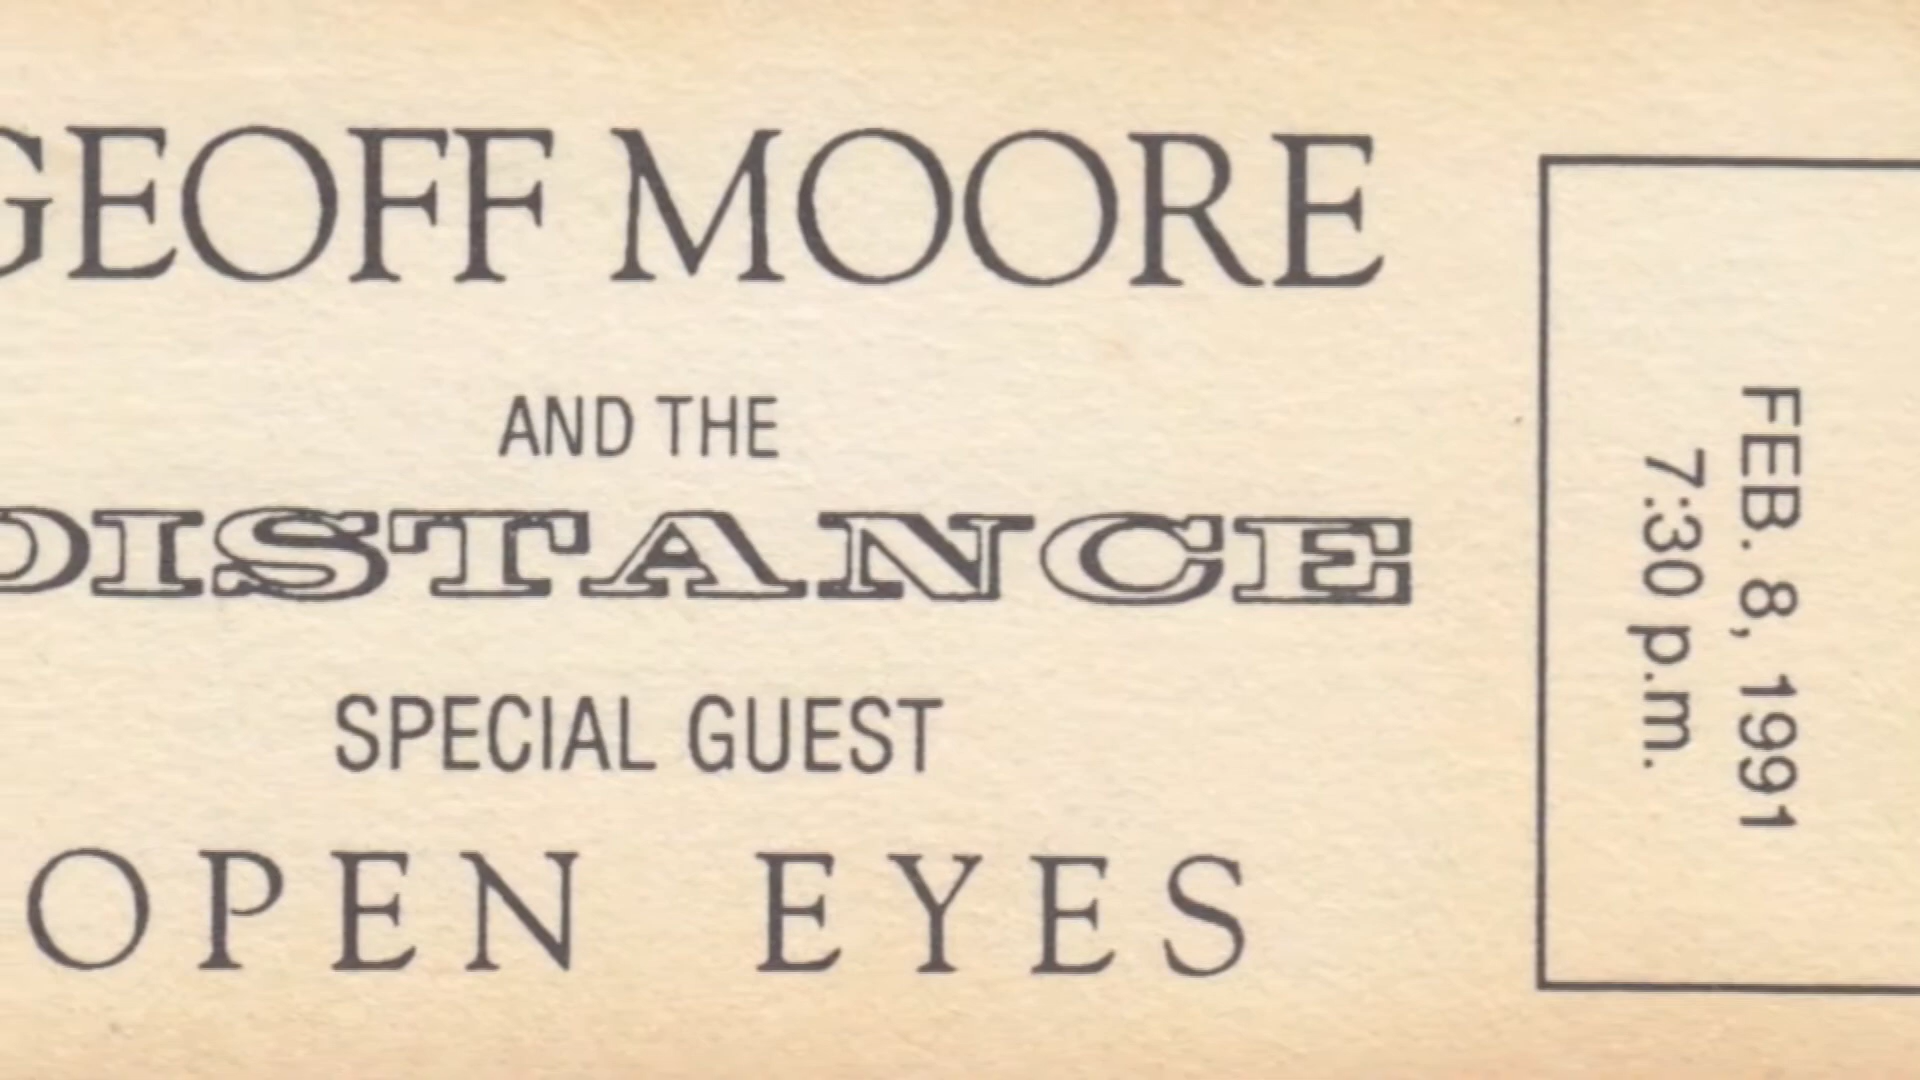 GEOFF MOORE
AND THE
DISTANCE
SPECIAL GUEST
OPEN EYES
FEB. 8, 1991
7:30 p.m.